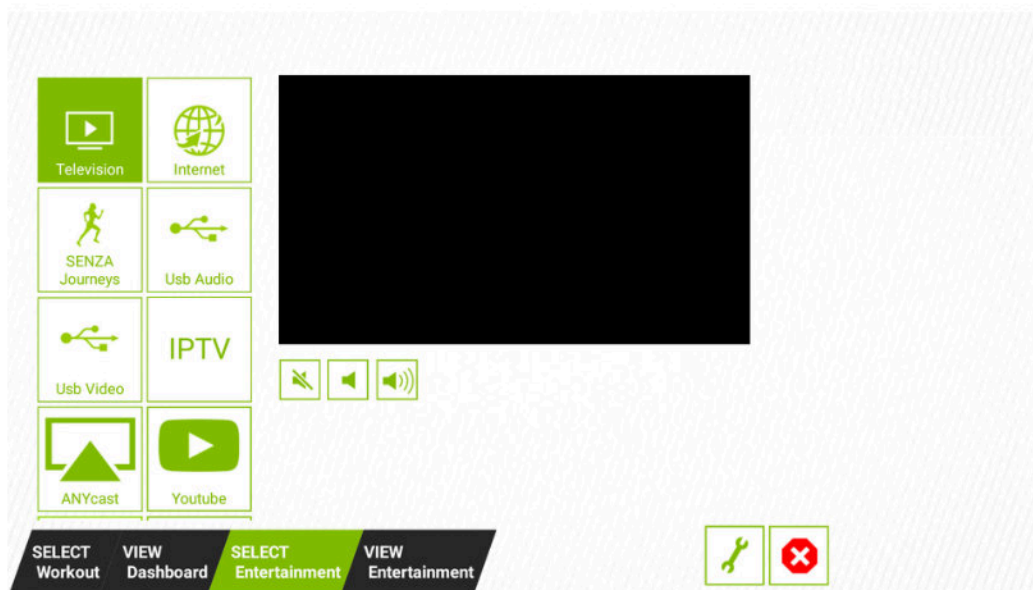 Television
Internet
SENZA
Journeys
Usb Audio
Usb Video
IPTV
ANYcast
Youtube
SELECT
Workout
VIEW
Dashboard
SELECT
Entertainment
VIEW
Entertainment